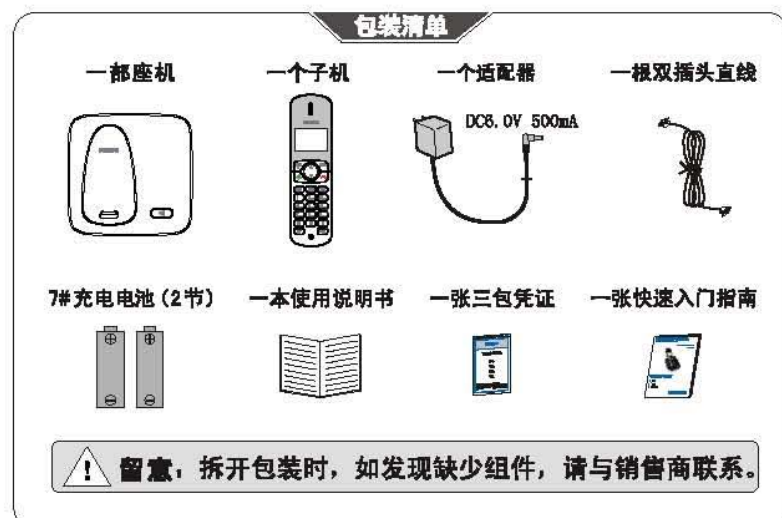 包装清单
一部座机
一个子机
一个适配器
一根双插头直线
DC6.0V 500mA
7#充电电池（2节）
一本使用说明书
一张三包凭证
一张快速入门指南
留意：拆开包装时，如发现缺少组件，请与销售商联系。